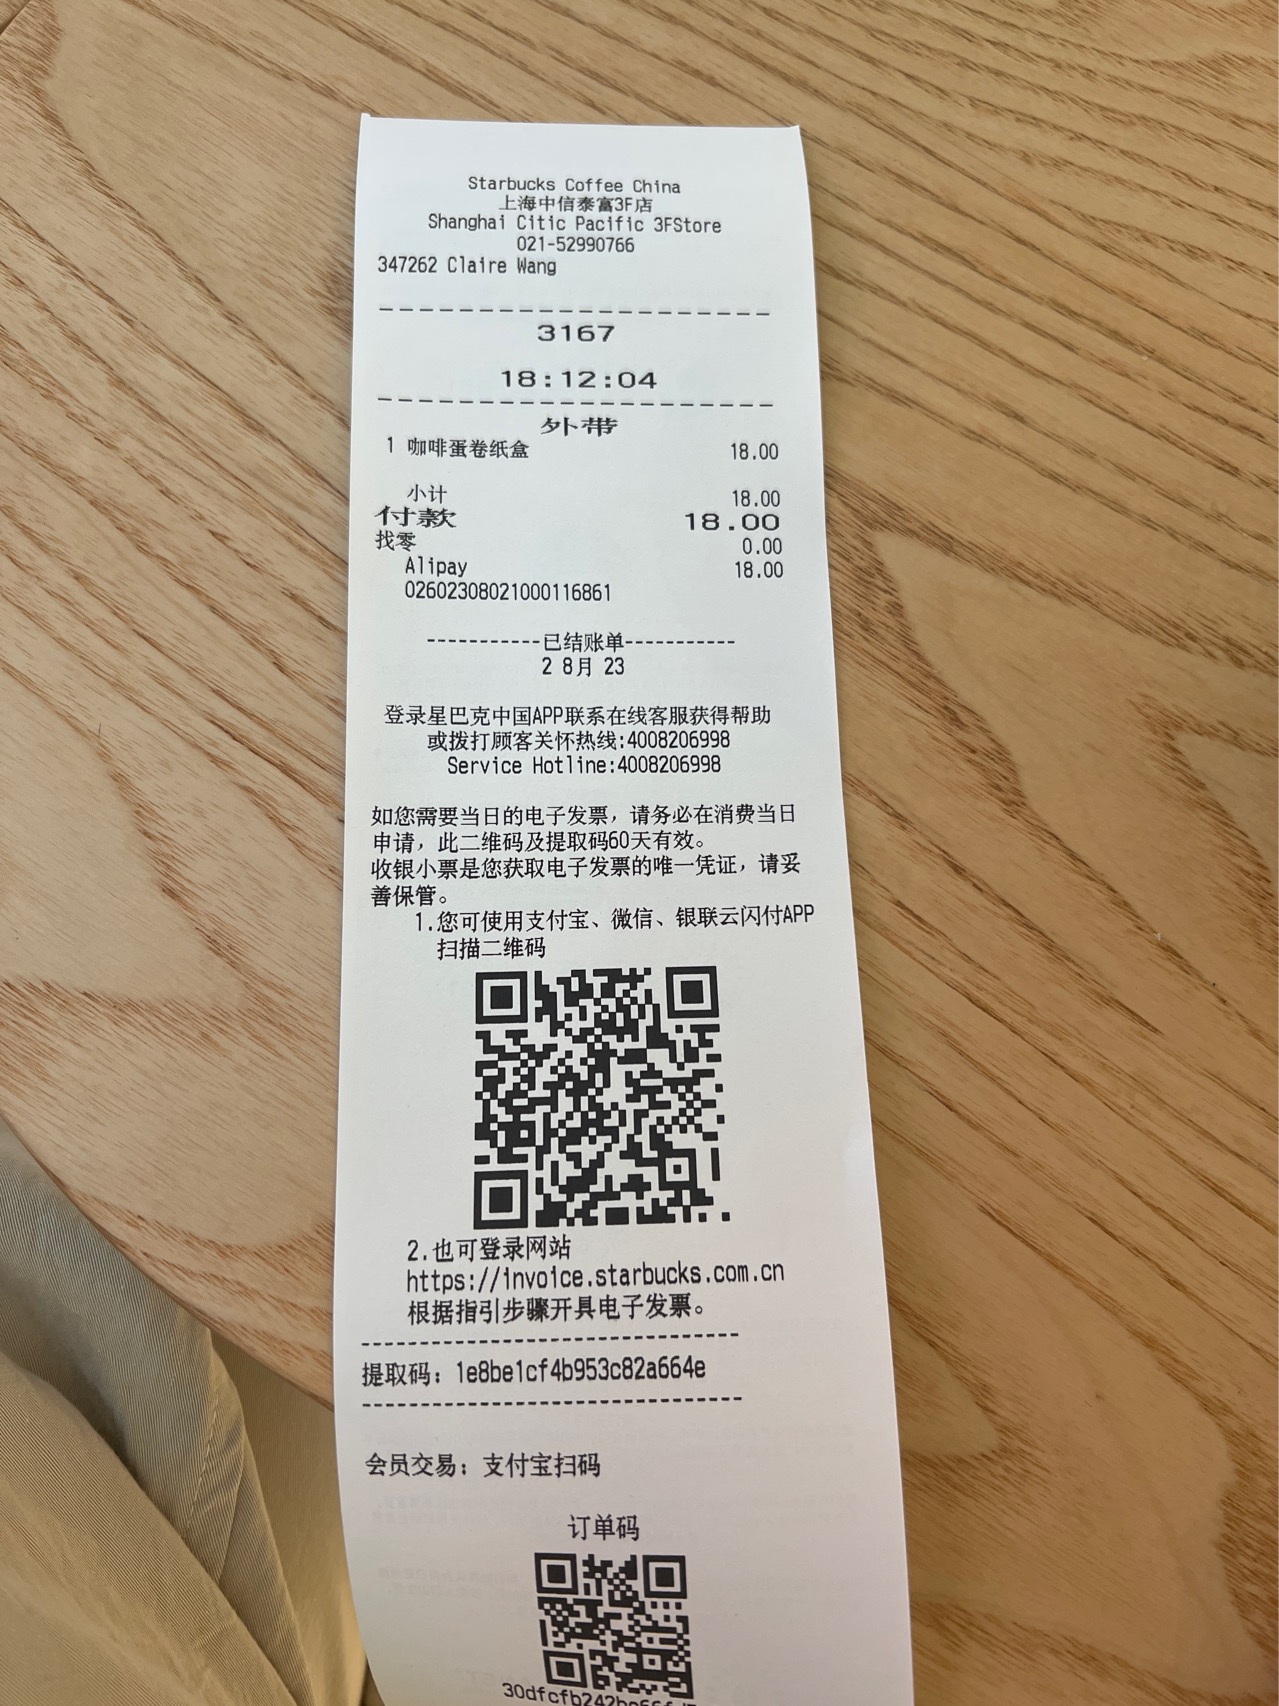 Starbucks Coffee China
上海中信泰富3F店
Shanghai Citic Pacific 3FStore
021-52990766
347262 Claire Wang
3167
18:12:04
外带
1 咖啡蛋卷纸盒 18.00
小计 18.00
付款 18.00
找零 0.00
Alipay 18.00
02602308021000116861
-----------已结账单-----------
2 8月 23
登录星巴克中国APP联系在线客服获得帮助
或拨打顾客关怀热线:4008206998
Service Hotline:4008206998
如您需要当日的电子发票，请务必在消费当日
申请，此二维码及提取码60天有效。
收银小票是您获取电子发票的唯一凭证，请妥
善保管。
1.您可使用支付宝、微信、银联云闪付APP
扫描二维码
2.也可登录网站
https://invoice.starbucks.com.cn
根据指引步骤开具电子发票。
提取码：1e8be1cf4b953c82a664e
会员交易：支付宝扫码
订单码